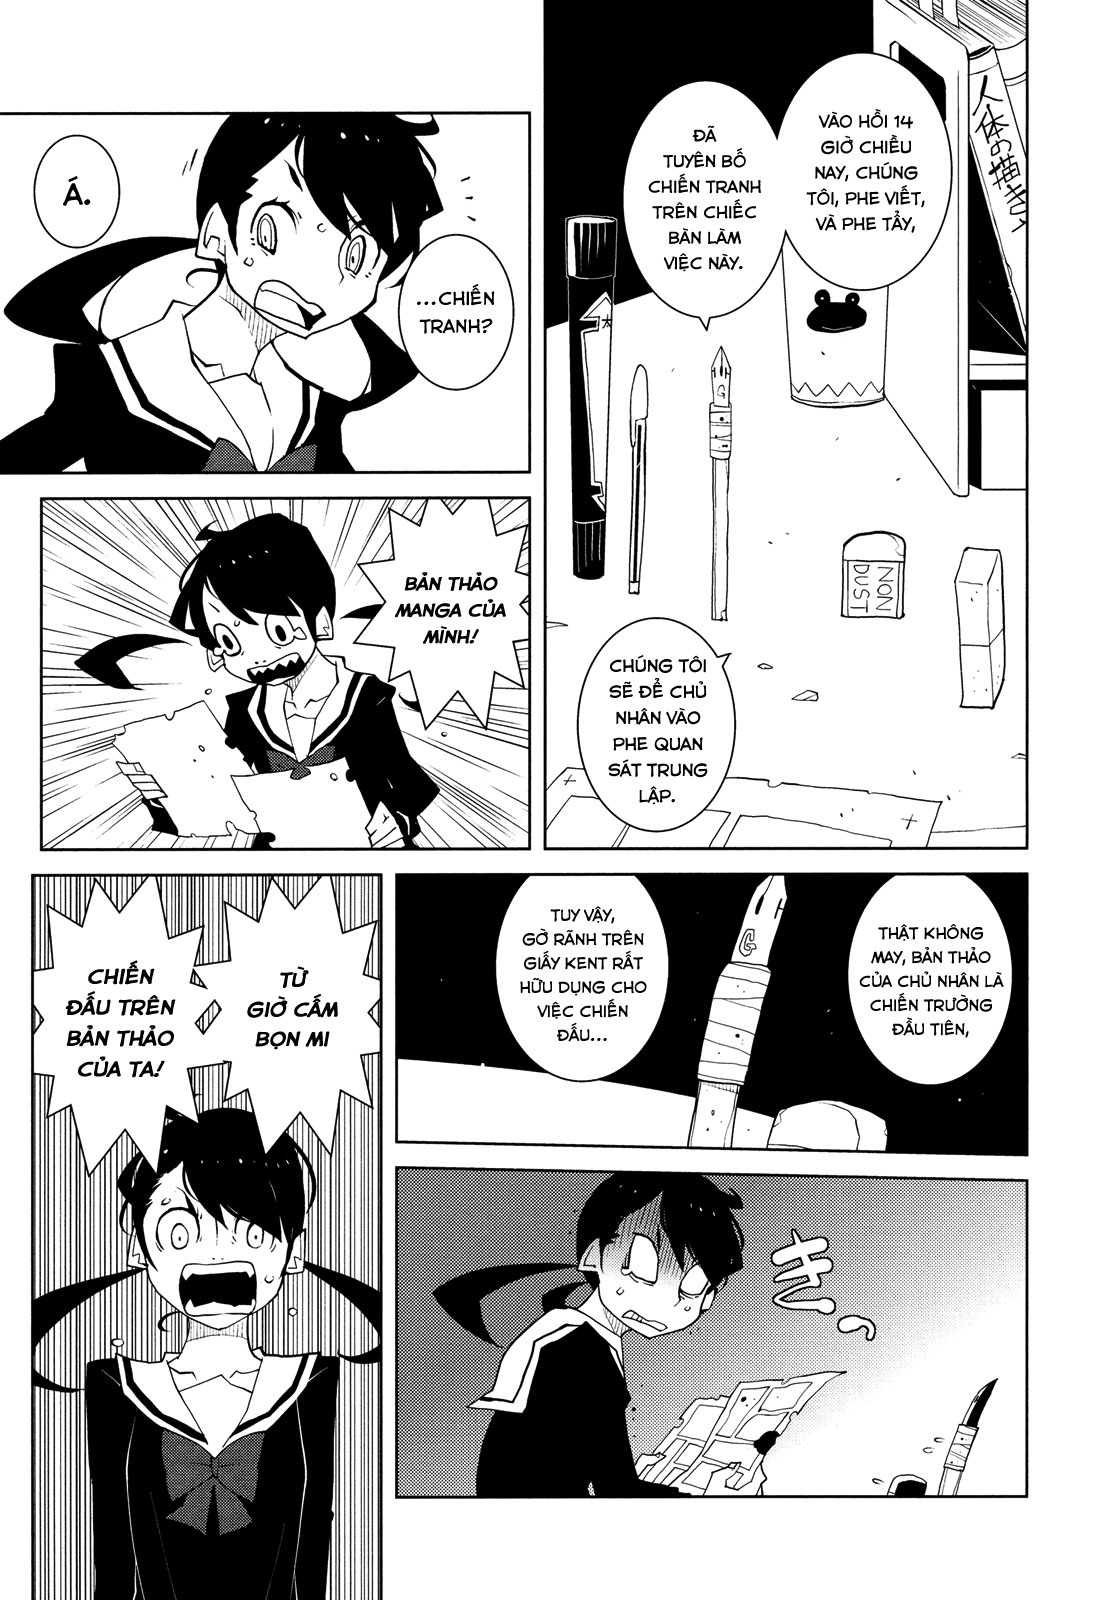 VÀO HỒI 14
GIỜ CHIỀU
NAY, CHÚNG
TÔI, PHE VIẾT,
VÀ PHE TẨY,
ĐÃ
TUYÊN BỐ
CHIẾN TRANH
TRÊN CHIẾC
BÀN LÀM
VIỆC NÀY.
人体の描き方
太
G
NON
DUST
CHÚNG TÔI
SẼ ĐỂ CHỦ
NHÂN VÀO
PHE QUAN
SÁT TRUNG
LẬP.
...CHIẾN
TRANH?
Á.
BẢN THẢO
MANGA CỦA
MÌNH!
THẬT KHÔNG
MAY, BẢN THẢO
CỦA CHỦ NHÂN LÀ
CHIẾN TRƯỜNG
ĐẦU TIÊN,
G
TUY VẬY,
GỜ RÃNH TRÊN
GIẤY KENT RẤT
HỮU DỤNG CHO
VIỆC CHIẾN
ĐẤU...
きっ
TỪ
GIỜ CẤM
BỌN MI
CHIẾN
ĐẤU TRÊN
BẢN THẢO
CỦA TA!